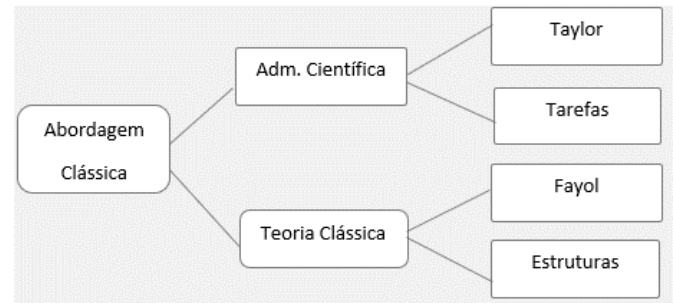 Abordagem
Clássica
Adm. Científica
Teoria Clássica
Taylor
Tarefas
Fayol
Estruturas